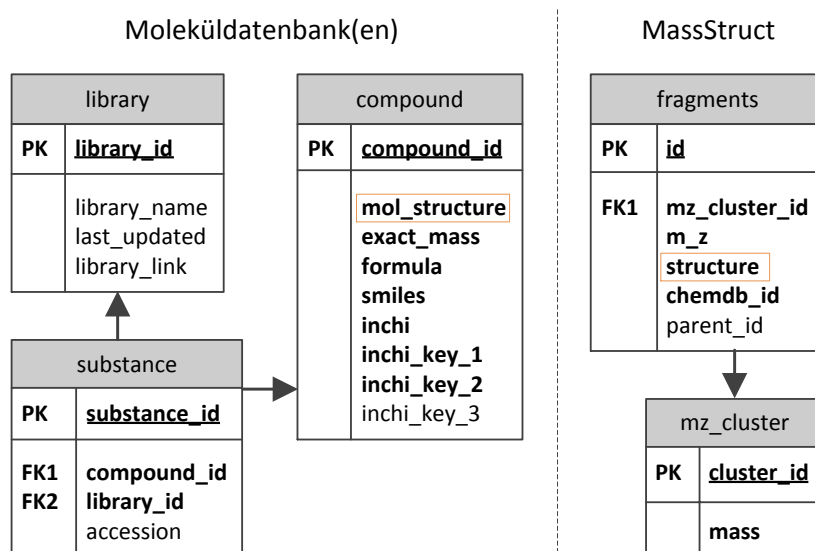 Moleküldatenbank(en)
library
PK library_id
library_name
last_updated
library_link
substance
PK substance_id
FK1 compound_id
FK2 library_id
accession
compound
PK compound_id
mol_structure
exact_mass
formula
smiles
inchi
inchi_key_1
inchi_key_2
inchi_key_3
MassStruct
fragments
PK id
FK1 mz_cluster_id
m_z
structure
chemdb_id
parent_id
mz_cluster
PK cluster_id
mass